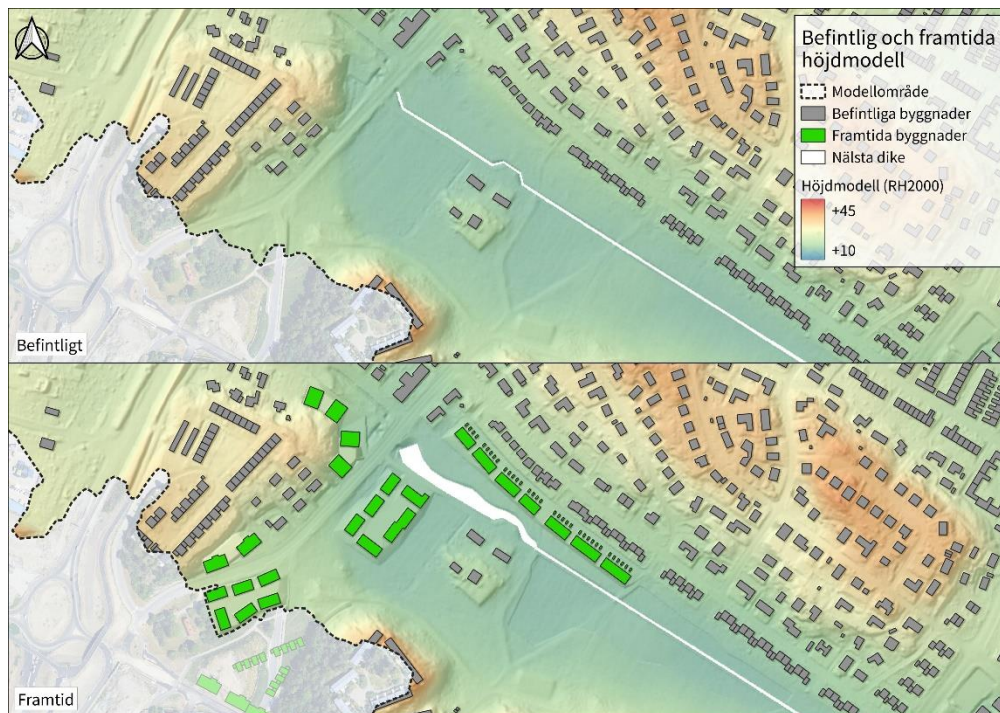 Befintlig och framtida
höjdmodell
Modellområde
Befintliga byggnader
Framtida byggnader
Nälsta dike
Höjdmodell (RH2000)
+45
+10
Befintligt
Framtid